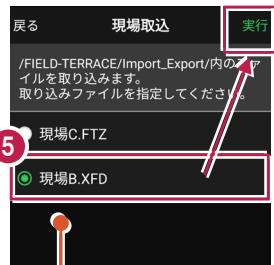 戻る 現場取込 実行
/FIELD-TERRACE/Import_Export/内のファ
イルを取り込みます。
取り込みファイルを指定してください。
現場C.FTZ
5
現場B.XFD